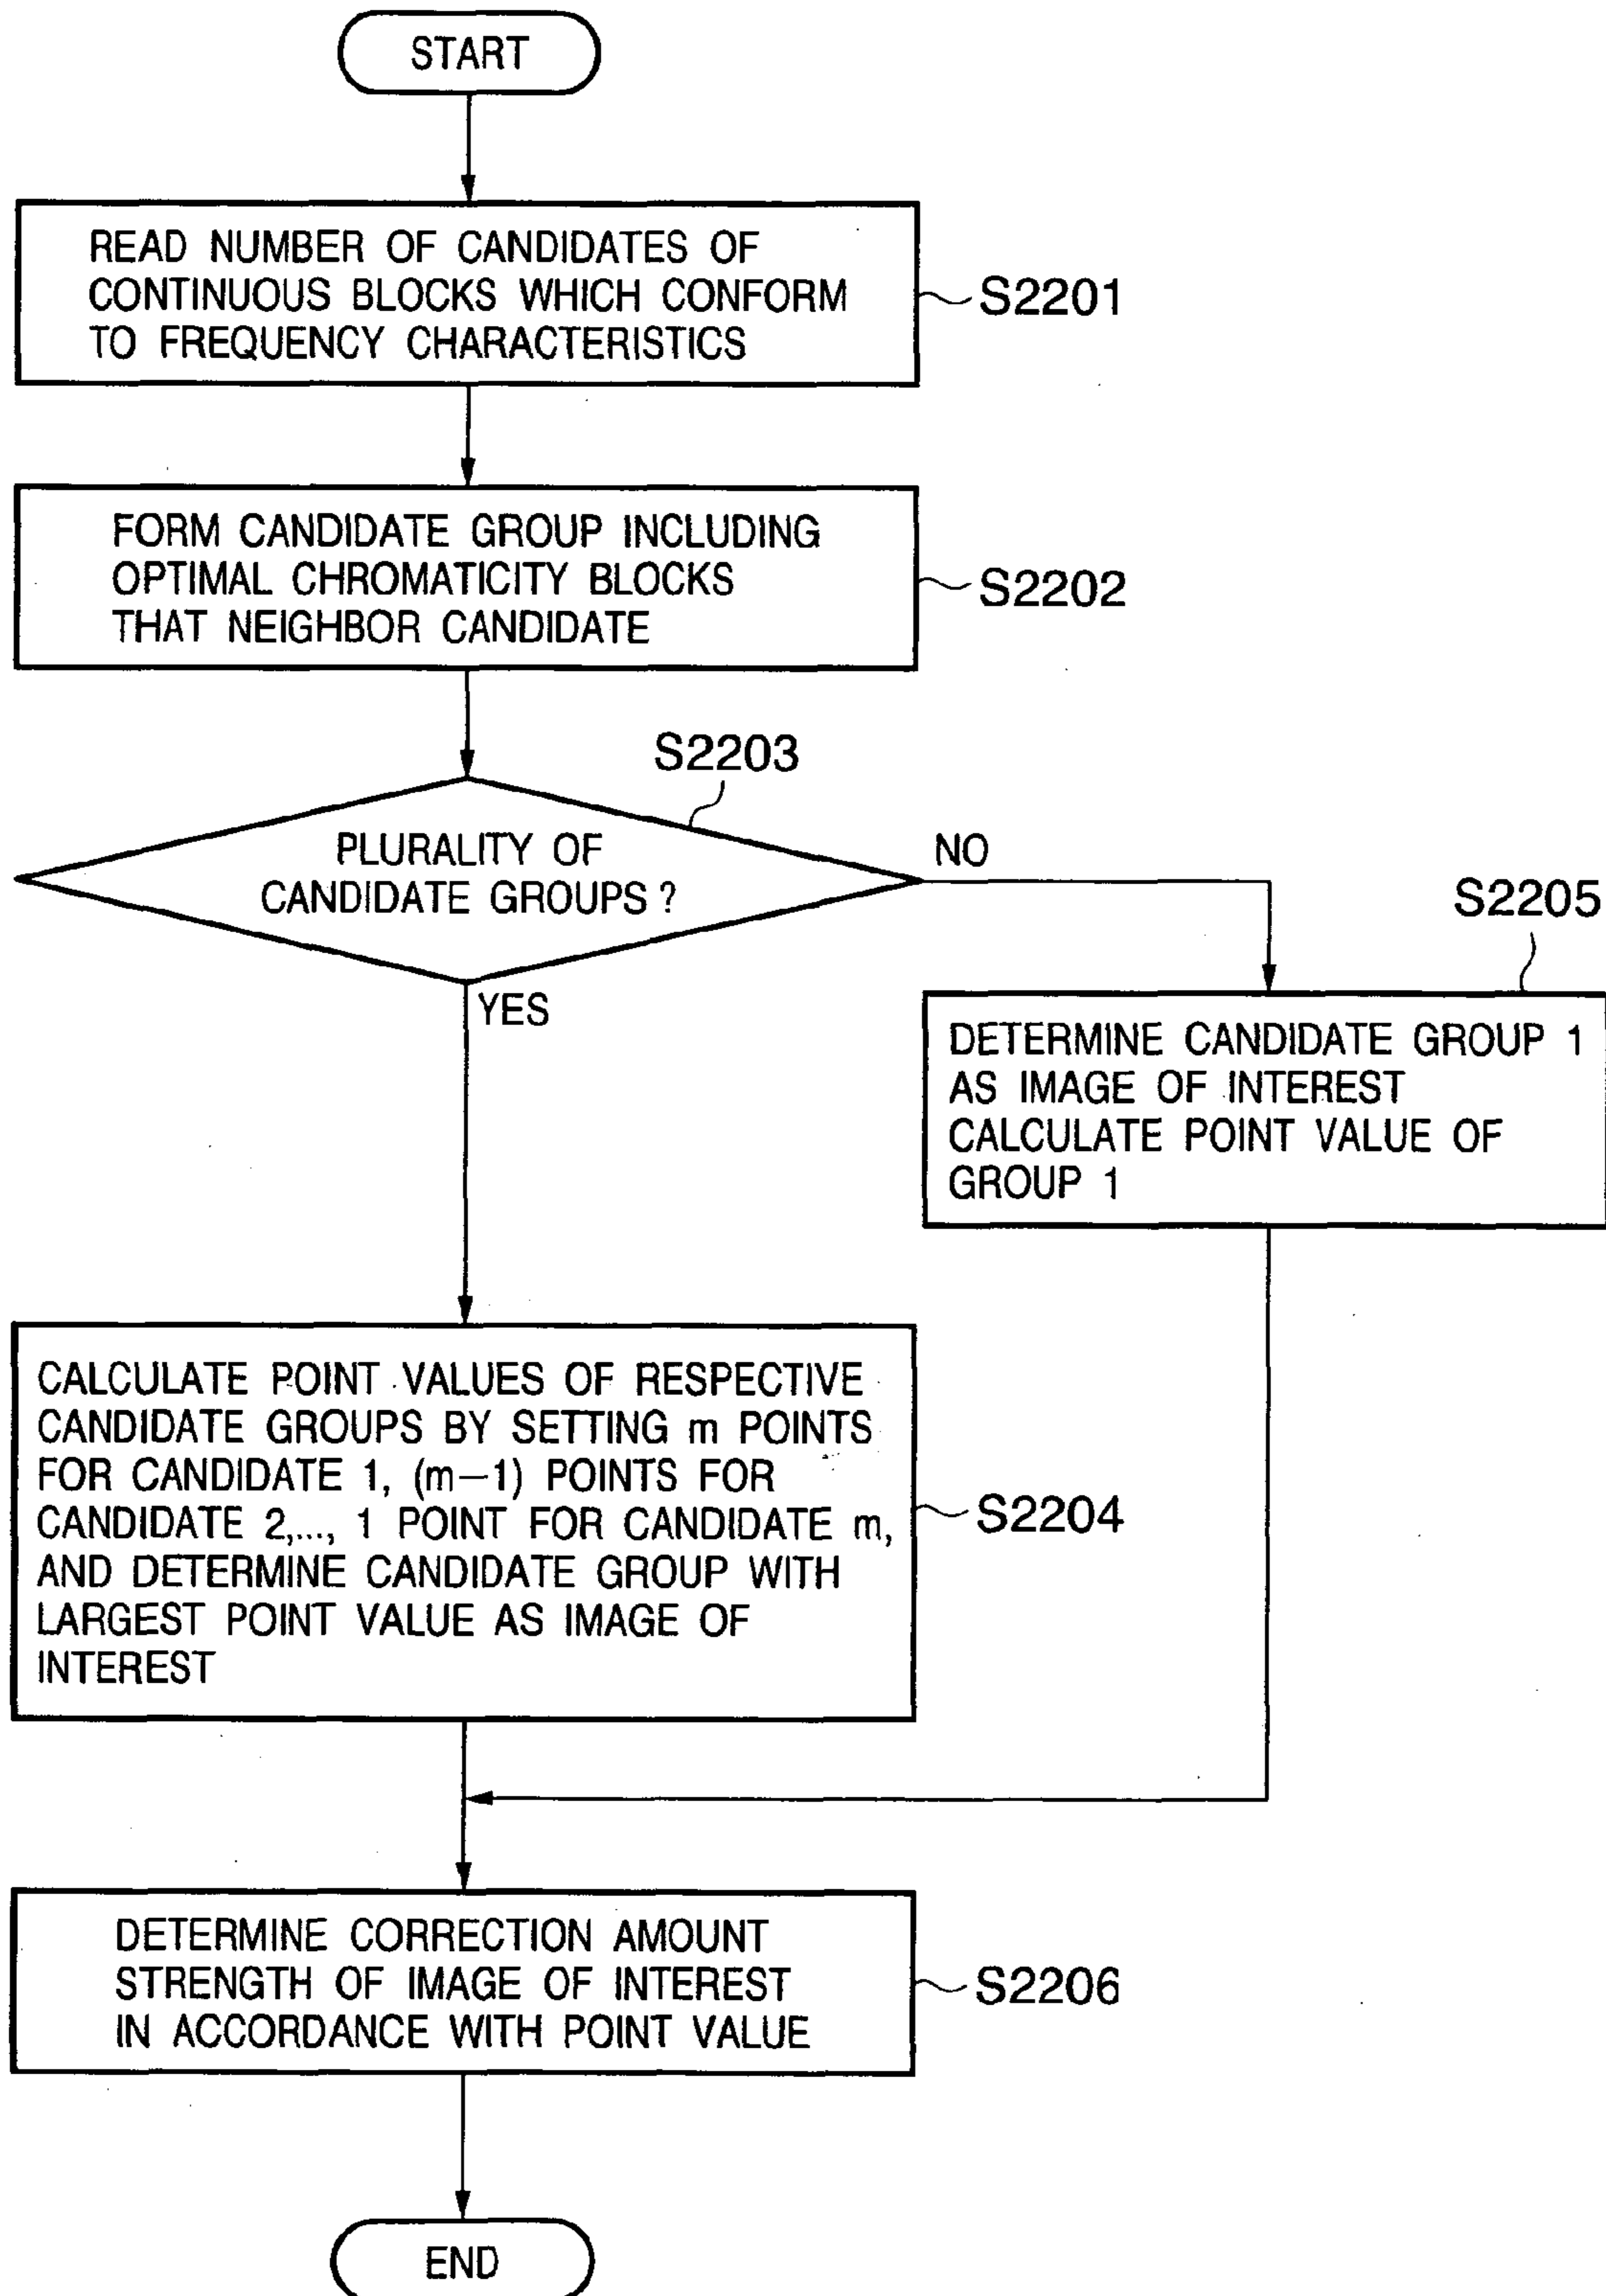 START
READ NUMBER OF CANDIDATES OF
CONTINUOUS BLOCKS WHICH CONFORM
TO FREQUENCY CHARACTERISTICS
S2201
FORM CANDIDATE GROUP INCLUDING
OPTIMAL CHROMATICITY BLOCKS
THAT NEIGHBOR CANDIDATE
S2202
S2203
PLURALITY OF
CANDIDATE GROUPS ?
NO
YES
S2205
DETERMINE CANDIDATE GROUP 1
AS IMAGE OF INTEREST
CALCULATE POINT VALUE OF
GROUP 1
CALCULATE POINT VALUES OF RESPECTIVE
CANDIDATE GROUPS BY SETTING m POINTS
FOR CANDIDATE 1, (m–1) POINTS FOR
CANDIDATE 2,..., 1 POINT FOR CANDIDATE m,
AND DETERMINE CANDIDATE GROUP WITH
LARGEST POINT VALUE AS IMAGE OF
INTEREST
S2204
DETERMINE CORRECTION AMOUNT
STRENGTH OF IMAGE OF INTEREST
IN ACCORDANCE WITH POINT VALUE
S2206
END